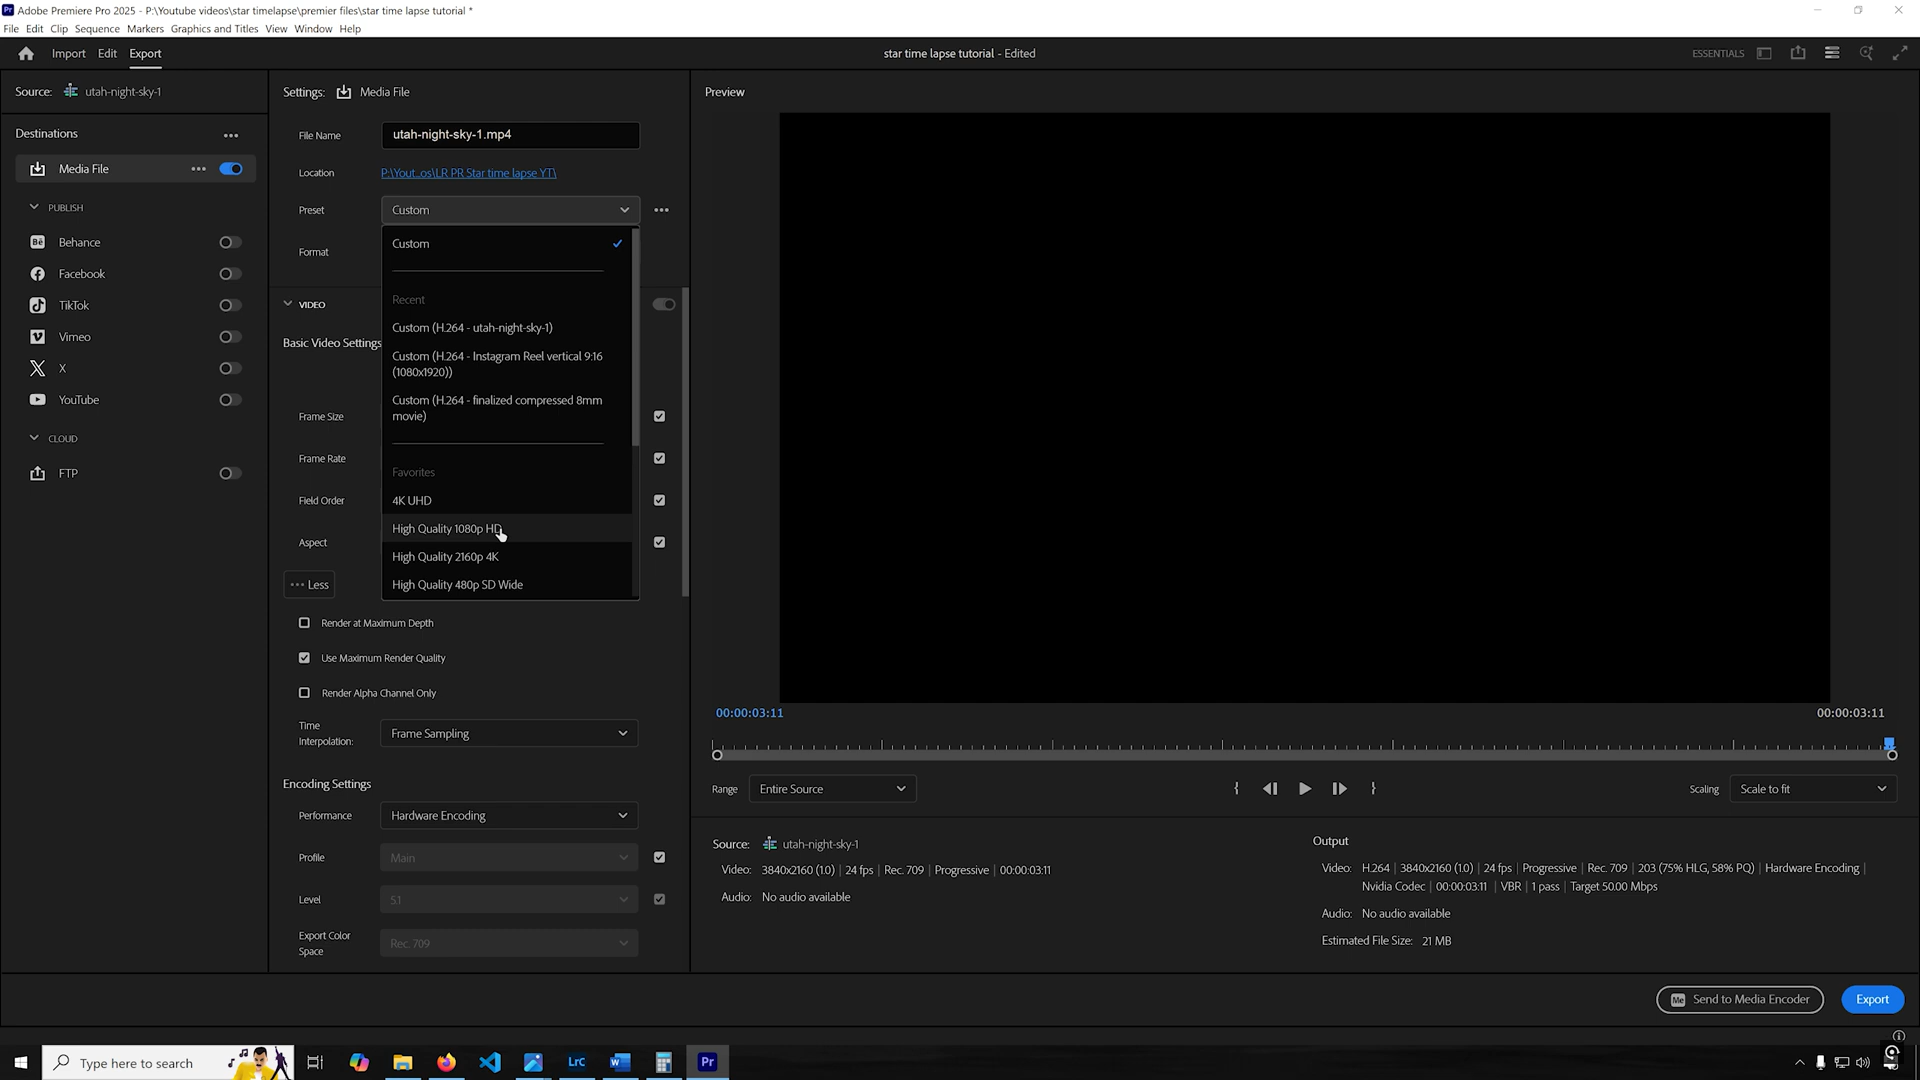 Pr Adobe Premiere Pro 2025 - P:\Youtube videos\star timelapse\premier files\star time lapse tutorial *
File Edit Clip Sequence Markers Graphics and Titles View Window Help
Import Edit Export
star time lapse tutorial - Edited
ESSENTIALS
Source: utah-night-sky-1
Settings: Media File
Preview
Destinations
Media File
PUBLISH
Behance
Facebook
TikTok
Vimeo
X
YouTube
CLOUD
FTP
File Name utah-night-sky-1.mp4
Location P:\Yout...os\LR PR Star time lapse YT\
Preset Custom
Format
Custom
Recent
Custom (H.264 - utah-night-sky-1)
Custom (H.264 - Instagram Reel vertical 9:16
(1080x1920))
Custom (H.264 - finalized compressed 8mm
movie)
Favorites
4K UHD
High Quality 1080p HD
High Quality 2160p 4K
High Quality 480p SD Wide
VIDEO
Basic Video Settings
Frame Size
Frame Rate
Field Order
Aspect
Less
Render at Maximum Depth
Use Maximum Render Quality
Render Alpha Channel Only
Time
Interpolation: Frame Sampling
Encoding Settings
Performance Hardware Encoding
Profile Main
Level 5.1
Export Color
Space Rec. 709
00:00:03:11 00:00:03:11
Range Entire Source
Scaling Scale to fit
Source: utah-night-sky-1
Video: 3840x2160 (1.0) | 24 fps | Rec. 709 | Progressive | 00:00:03:11
Audio: No audio available
Output
Video: H.264 | 3840x2160 (1.0) | 24 fps | Progressive | Rec. 709 | 203 (75% HLG, 58% PQ) | Hardware Encoding |
Nvidia Codec | 00:00:03:11 | VBR | 1 pass | Target 50.00 Mbps
Audio: No audio available
Estimated File Size: 21 MB
Me Send to Media Encoder
Export
Type here to search
LrC
W
Pr